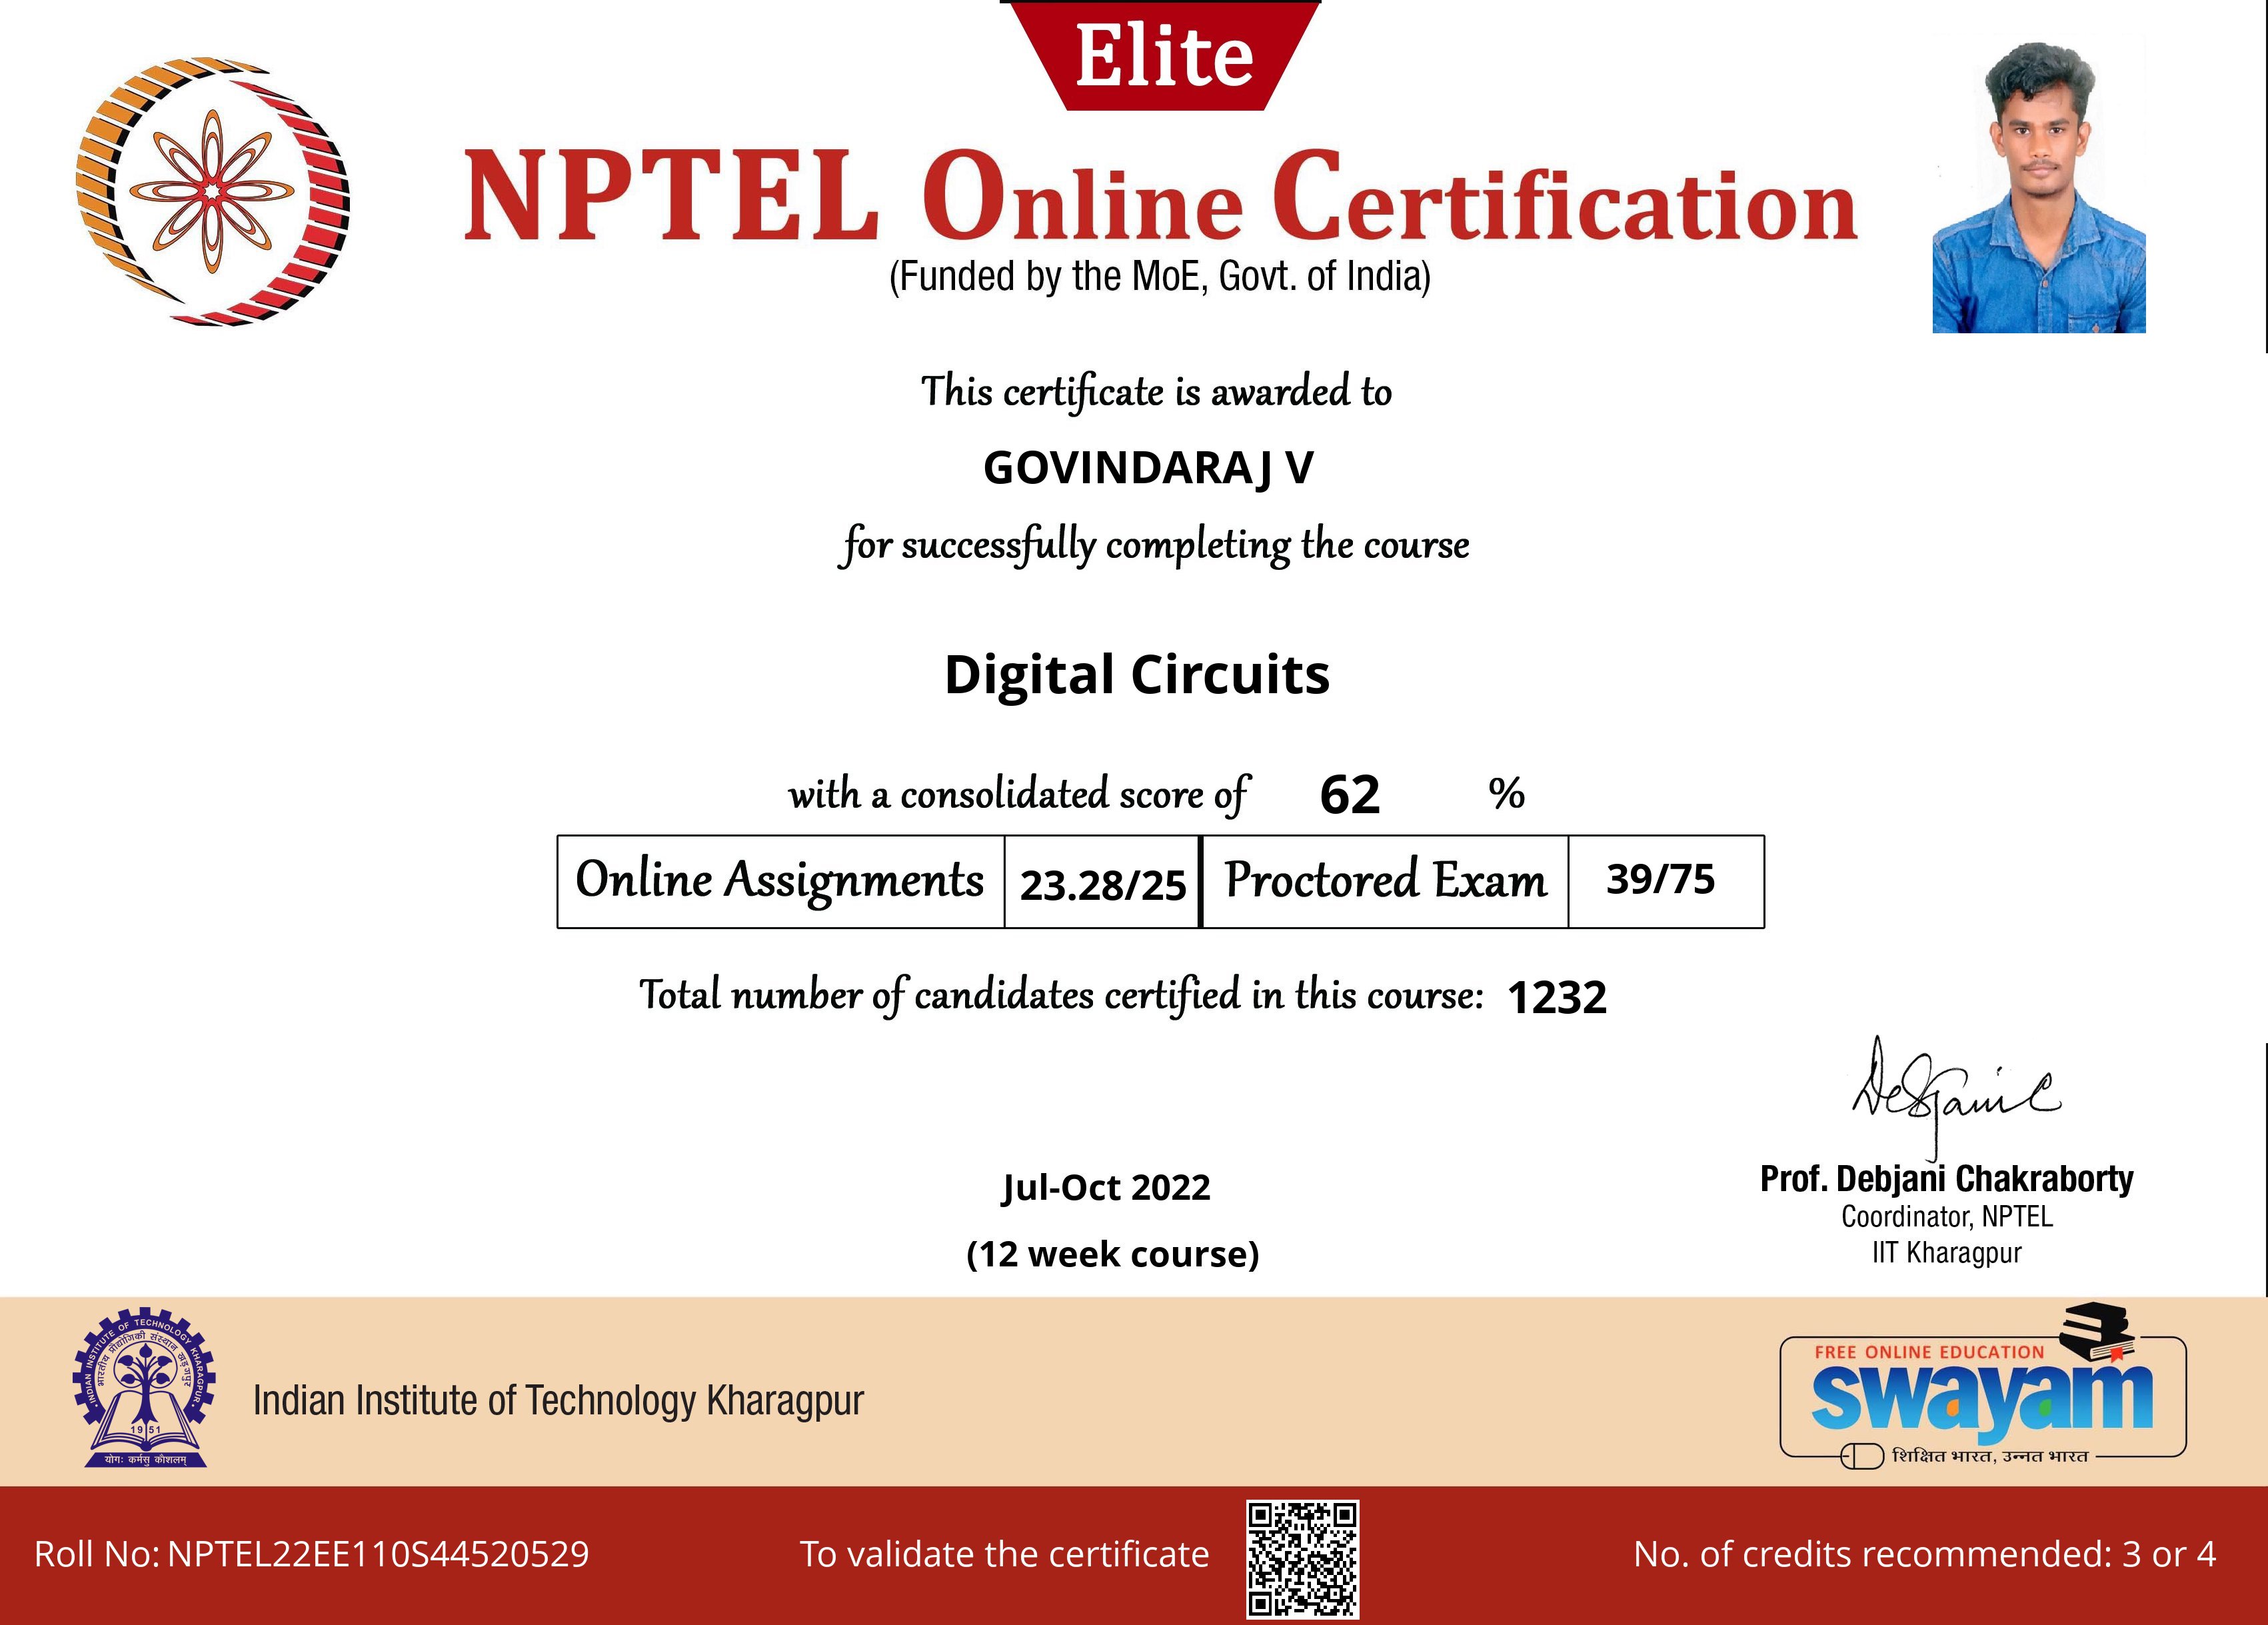 Elite
NPTEL Online Certification
(Funded by the MoE, Govt. of India)
This certificate is awarded to
GOVINDARAJ V
for successfully completing the course
Digital Circuits
with a consolidated score of 62 %
Online Assignments 23.28/25 Proctored Exam 39/75
Total number of candidates certified in this course: 1232
Jul-Oct 2022
(12 week course)
Prof. Debjani Chakraborty
Coordinator, NPTEL
IIT Kharagpur
INDIAN INSTITUTE OF TECHNOLOGY KHARAGPUR
भारतीय प्रौद्योगिकी संस्थान खड़गपुर
1951
योगः कर्मसु कौशलम्
Indian Institute of Technology Kharagpur
FREE ONLINE EDUCATION
swayam
शिक्षित भारत, उन्नत भारत
Roll No: NPTEL22EE110S44520529
To validate the certificate
No. of credits recommended: 3 or 4